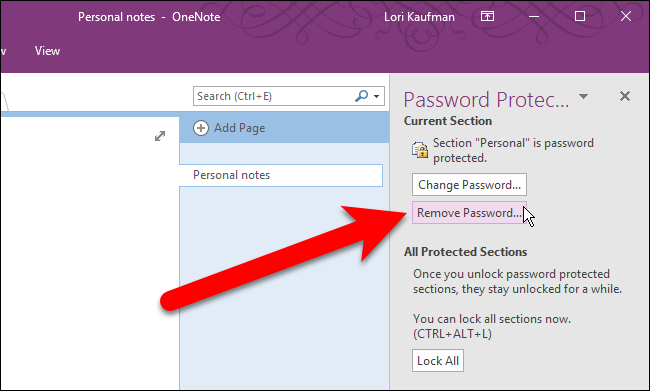 Personal notes - OneNote
Lori Kaufman
View
Search (Ctrl+E)
Add Page
Personal notes
Password Protec...
Current Section
Section "Personal" is password
protected.
Change Password...
Remove Password...
All Protected Sections
Once you unlock password protected
sections, they stay unlocked for a while.
You can lock all sections now.
(CTRL+ALT+L)
Lock All